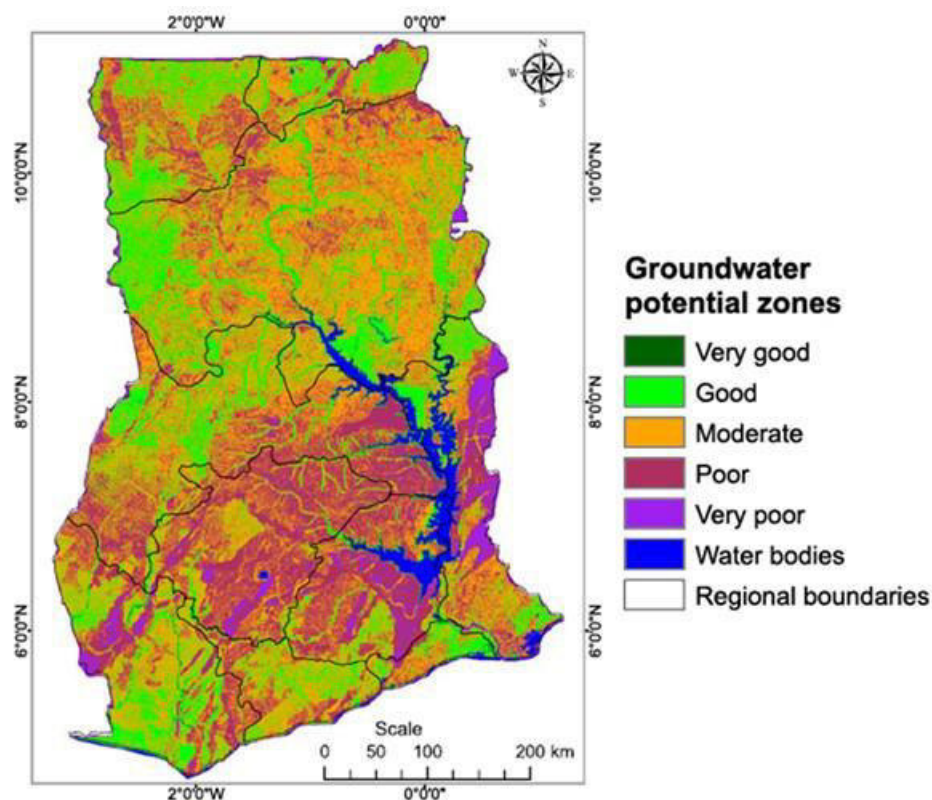 2°0'0"W 0°0'0"
N
W E
S
10°0'0"N 10°0'0"N
8°0'0"N 8°0'0"N
6°0'0"N 6°0'0"N
Groundwater
potential zones
Very good
Good
Moderate
Poor
Very poor
Water bodies
Regional boundaries
Scale
0 50 100 200 km
2°0'0"W 0°0'0"